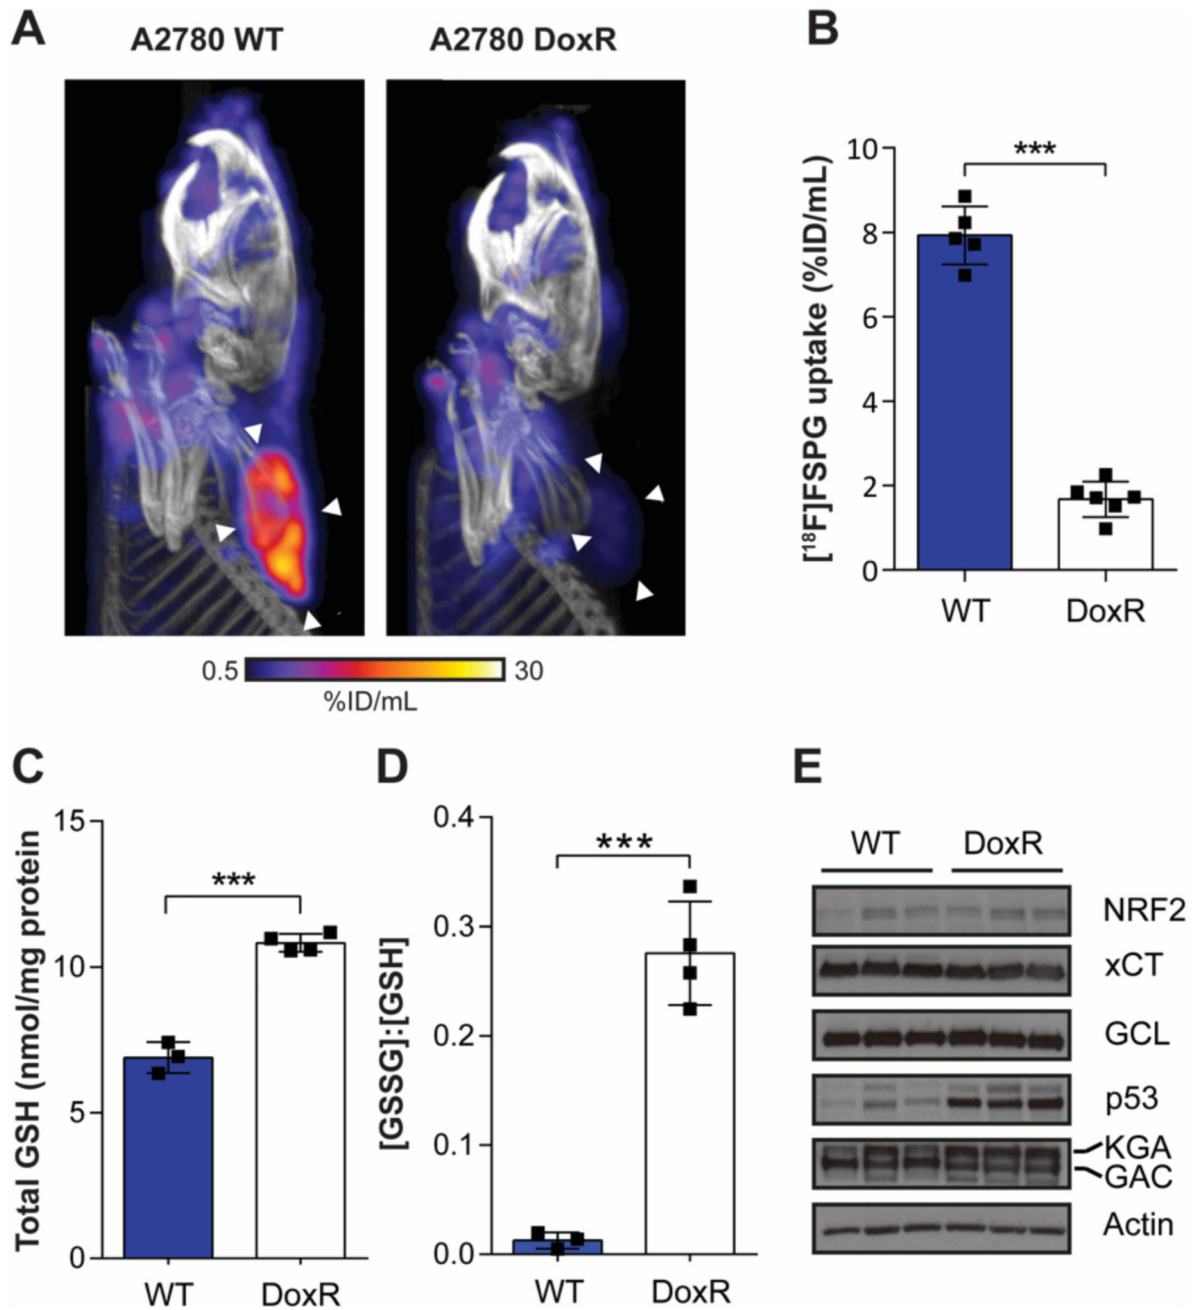 A
A2780 WT
A2780 DoxR
0.5
30
%ID/mL
B
[¹⁸F]FSPG uptake (%ID/mL)
10
8
6
4
2
0
***
WT
DoxR
C
Total GSH (nmol/mg protein
15
10
5
0
***
WT
DoxR
D
[GSSG]:[GSH]
0.4
0.3
0.2
0.1
0.0
***
WT
DoxR
E
WT
DoxR
NRF2
xCT
GCL
p53
KGA
GAC
Actin